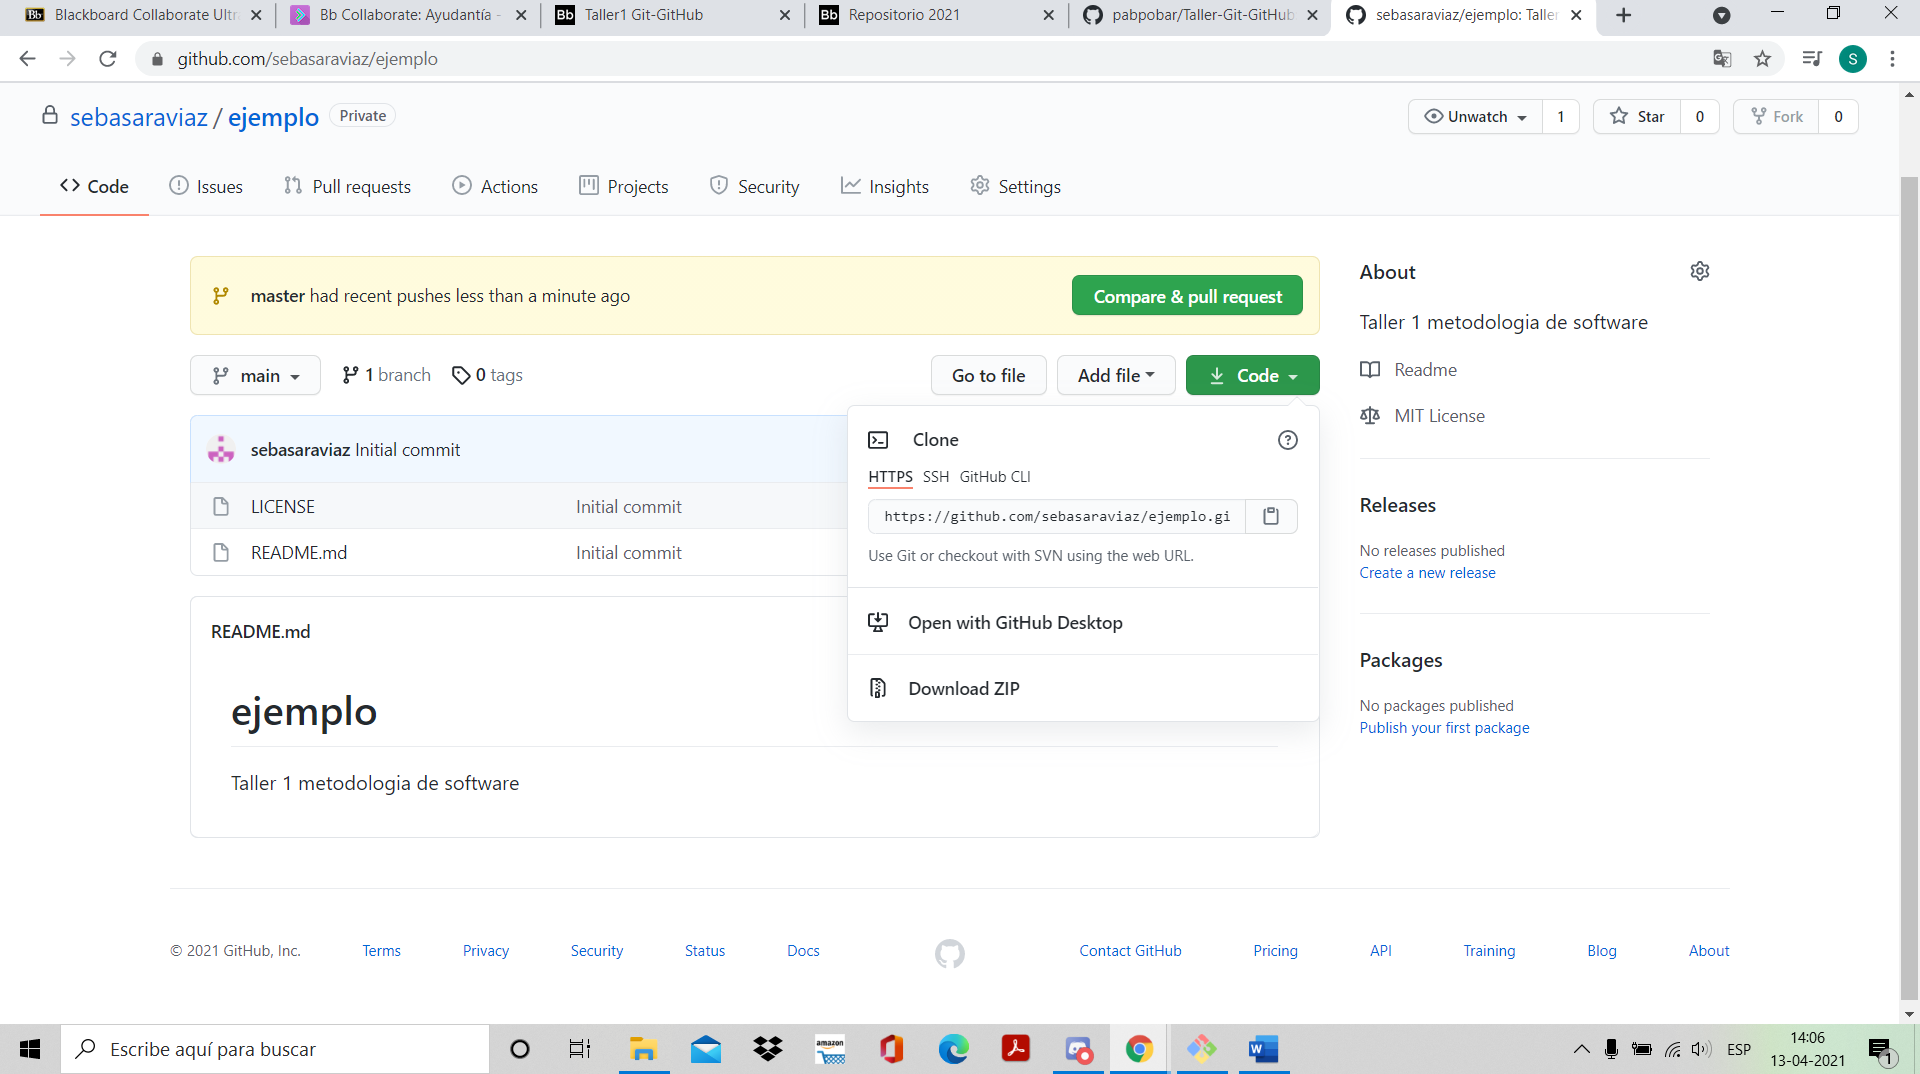 Blackboard Collaborate Ultra
Bb Collaborate: Ayudantía -
Taller1 Git-GitHub
Repositorio 2021
pabpobar/Taller-Git-GitHub
sebasaraviaz/ejemplo: Taller
github.com/sebasaraviaz/ejemplo
S
sebasaraviaz / ejemplo Private
Unwatch 1
Star 0
Fork 0
Code
Issues
Pull requests
Actions
Projects
Security
Insights
Settings
master had recent pushes less than a minute ago
Compare & pull request
main
1 branch
0 tags
Go to file
Add file
Code
sebasaraviaz Initial commit
LICENSE Initial commit
README.md Initial commit
Clone
HTTPS SSH GitHub CLI
https://github.com/sebasaraviaz/ejemplo.gi
Use Git or checkout with SVN using the web URL.
Open with GitHub Desktop
Download ZIP
README.md
ejemplo
Taller 1 metodologia de software
About
Taller 1 metodologia de software
Readme
MIT License
Releases
No releases published
Create a new release
Packages
No packages published
Publish your first package
© 2021 GitHub, Inc.
Terms
Privacy
Security
Status
Docs
Contact GitHub
Pricing
API
Training
Blog
About
Escribe aquí para buscar
amazon
ESP
14:06
13-04-2021
1